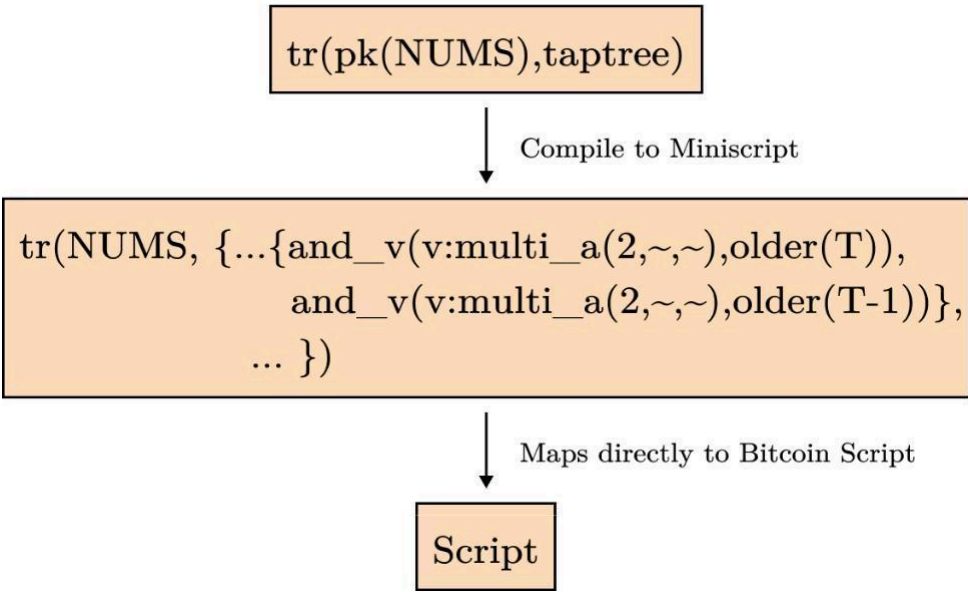 tr(pk(NUMS),taptree)
Compile to Miniscript
tr(NUMS, {...{and_v(v:multi_a(2,~,~),older(T)),
and_v(v:multi_a(2,~,~),older(T-1))},
... })
Maps directly to Bitcoin Script
Script